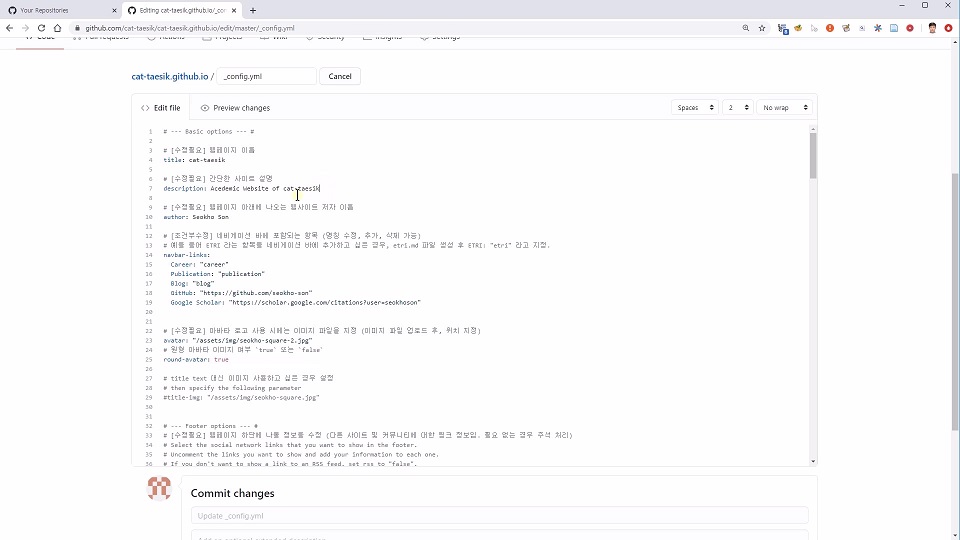 Your Repositories
Editing cat-taesik.github.io/_co
github.com/cat-taesik/cat-taesik.github.io/edit/master/_config.yml
Code Pull requests Actions Projects Wiki Security Insights Settings
cat-taesik.github.io / _config.yml Cancel
Edit file Preview changes Spaces 2 No wrap
1 # --- Basic options --- #
2
3 # [수정필요] 웹페이지 이름
4 title: cat-taesik
5
6 # [수정필요] 간단한 사이트 설명
7 description: Acedemic Website of cat-taesik
8
9 # [수정필요] 웹페이지 아래에 나오는 웹사이트 저자 이름
10 author: Seokho Son
11
12 # [조건부수정] 네비게이션 바에 포함되는 항목 (명칭 수정, 추가, 삭제 가능)
13 # 예를 들어 ETRI 라는 항목을 네비게이션 바에 추가하고 싶은 경우, etri.md 파일 생성 후 ETRI: "etri" 라고 지정.
14 navbar-links:
15 Career: "career"
16 Publication: "publication"
17 Blog: "blog"
18 GitHub: "https://github.com/seokho-son"
19 Google Scholar: "https://scholar.google.com/citations?user=seokhoson"
20
21
22 # [수정필요] 아바타 로고 사용 시에는 이미지 파일을 지정 (이미지 파일 업로드 후, 위치 지정)
23 avatar: "/assets/img/seokho-square-2.jpg"
24 # 원형 아바타 이미지 여부 `true` 또는 `false`
25 round-avatar: true
26
27 # title text 대신 이미지 사용하고 싶은 경우 설정
28 # then specify the following parameter
29 #title-img: "/assets/img/seokho-square.jpg"
30
31
32 # --- Footer options --- #
33 # [수정필요] 웹페이지 하단에 나올 정보들 수정 (다른 사이트 및 커뮤니티에 대한 링크 정보임. 필요 없는 경우 주석 처리)
34 # Select the social network links that you want to show in the footer.
35 # Uncomment the links you want to show and add your information to each one.
36 # If you don't want to show a link to an RSS feed, set rss to "false".
Commit changes
Update _config.yml
Add an optional extended description